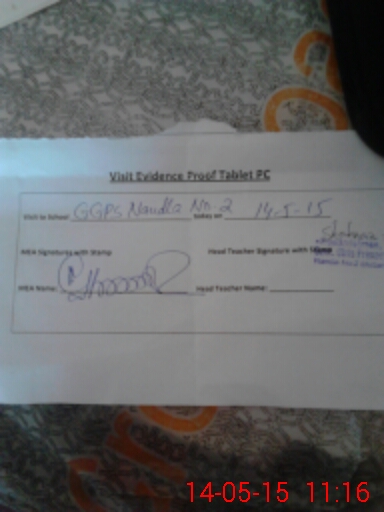 Visit Evidence Proof Tablet PC
Visit to School GGPS Nandla No-2 today on 14-5-15
MEA Signatures with Stamp Head Teacher Signature with Stamp
MEA Name: Head Teacher Name:
14-05-15 11:16